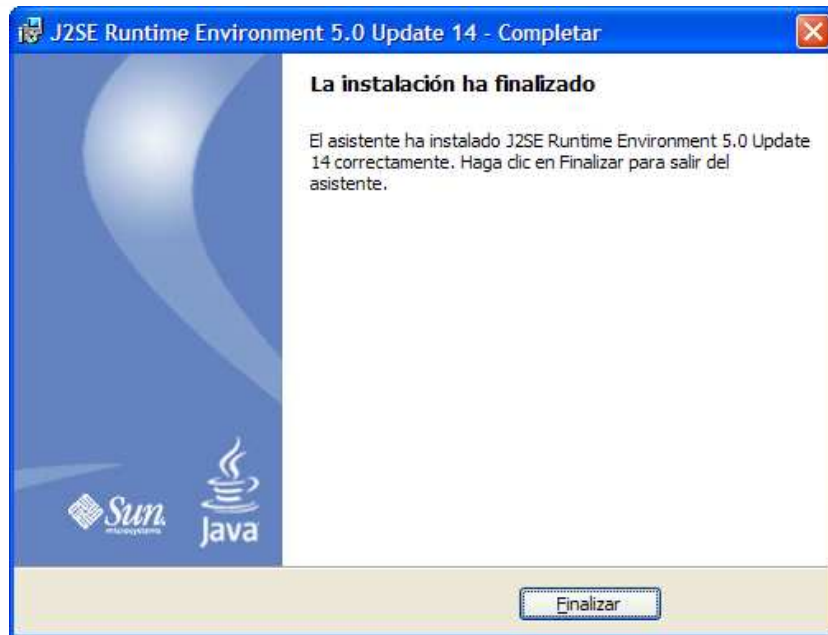 J2SE Runtime Environment 5.0 Update 14 - Completar
La instalación ha finalizado
El asistente ha instalado J2SE Runtime Environment 5.0 Update
14 correctamente. Haga clic en Finalizar para salir del
asistente.
Sun
microsystems
Java
Finalizar